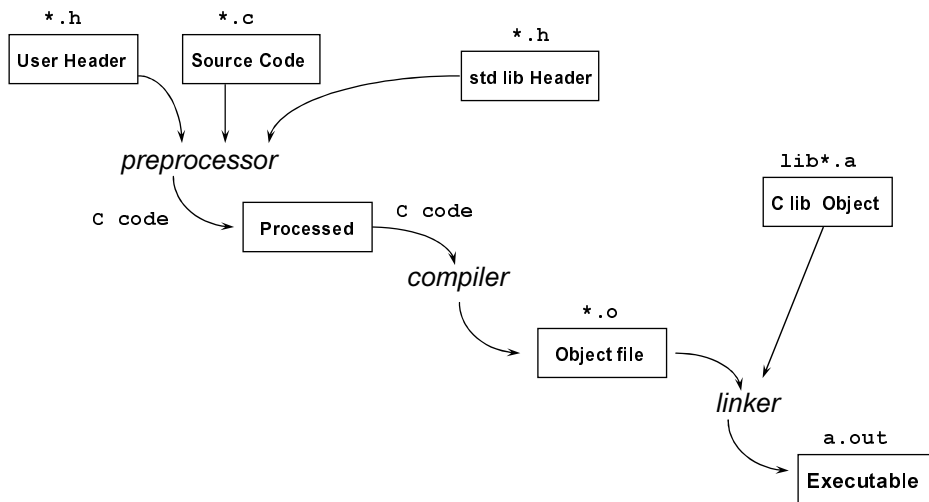 *.h
*.c
*.h
User Header
Source Code
std lib Header
preprocessor
lib*.a
C code
Processed
C code
C lib Object
compiler
*.o
Object file
linker
a.out
Executable